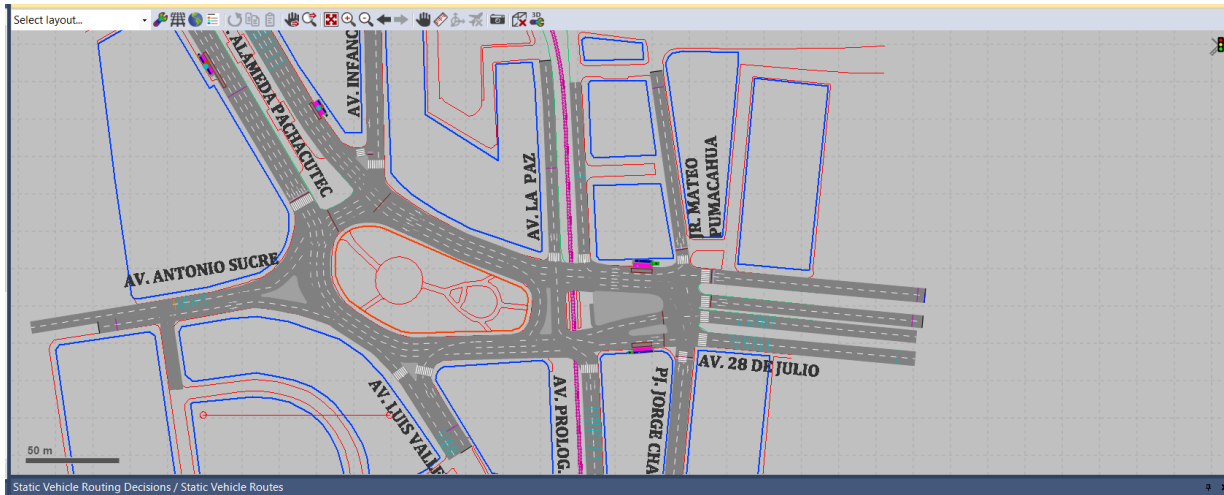 Select layout...
3D
AV. ALAMEDA PACHACUTEC
AV. INFANC
AV. LA PAZ
JR. MATEO
PUMACAHUA
AV. ANTONIO SUCRE
AV. 28 DE JULIO
AV. LUIS VALLE
AV. PROLOG.
PJ. JORGE CHA
50 m
Static Vehicle Routing Decisions / Static Vehicle Routes